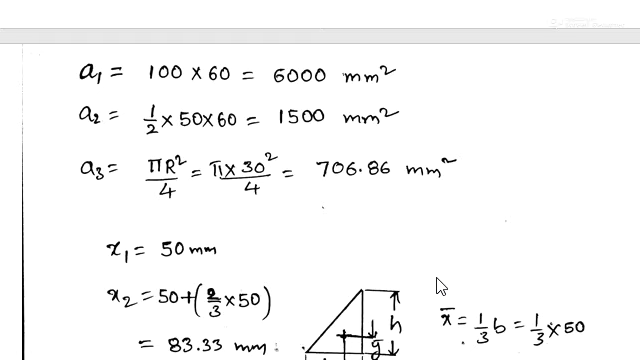 a₁ = 100 × 60 = 6000 mm²
a₂ = 1/2 × 50 × 60 = 1500 mm²
a₃ = πR²/4 = π × 30²/4 = 706.86 mm²
x₁ = 50 mm
x₂ = 50 + (2/3 × 50)
= 83.33 mm
h
ȳ
x̄ = 1/3 b = 1/3 × 50